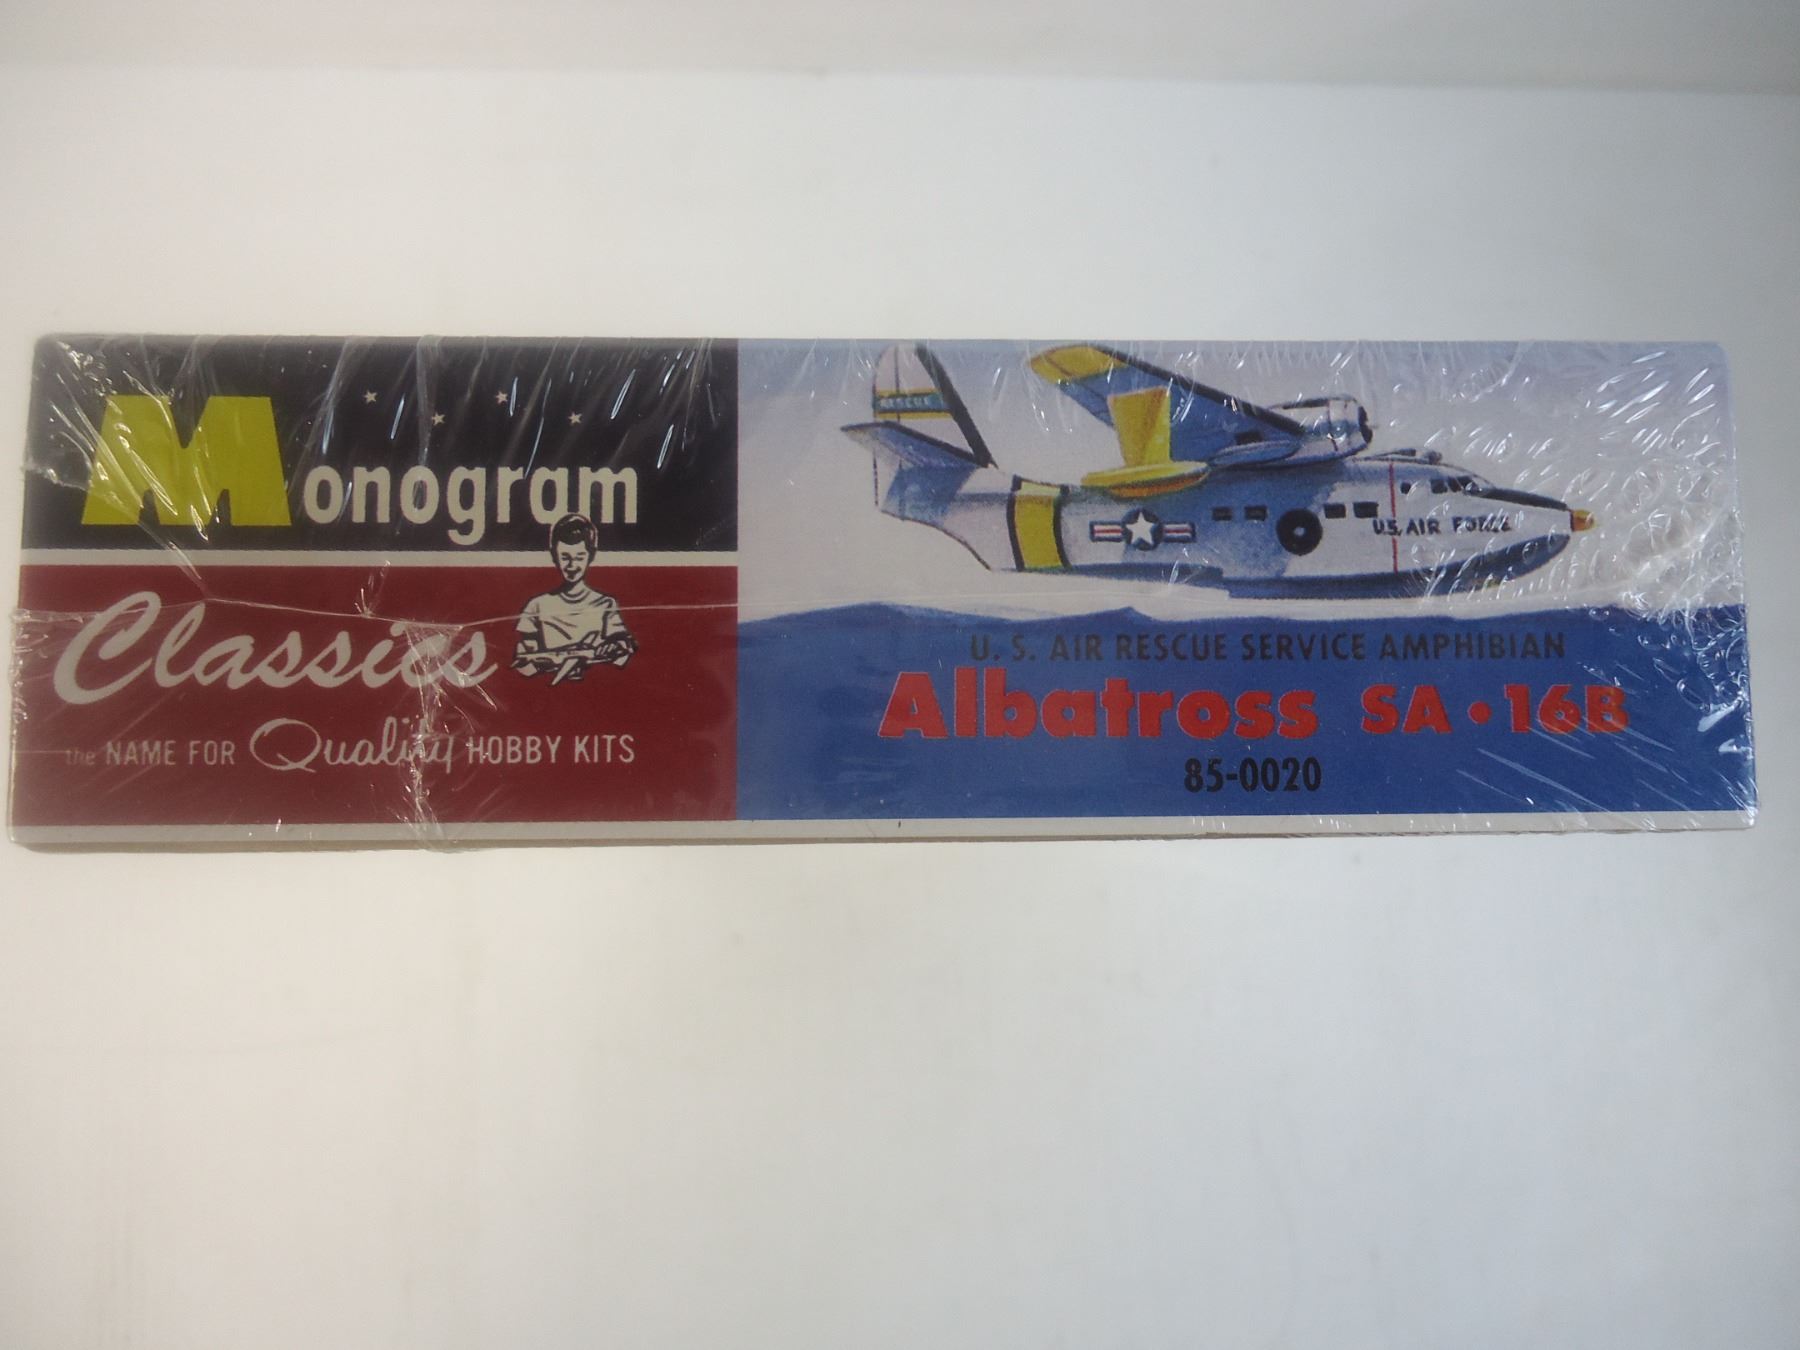 Monogram
Classics
the NAME FOR Quality HOBBY KITS
RESCUE
U.S. AIR FORCE
U. S. AIR RESCUE SERVICE AMPHIBIAN
Albatross SA • 16B
85-0020